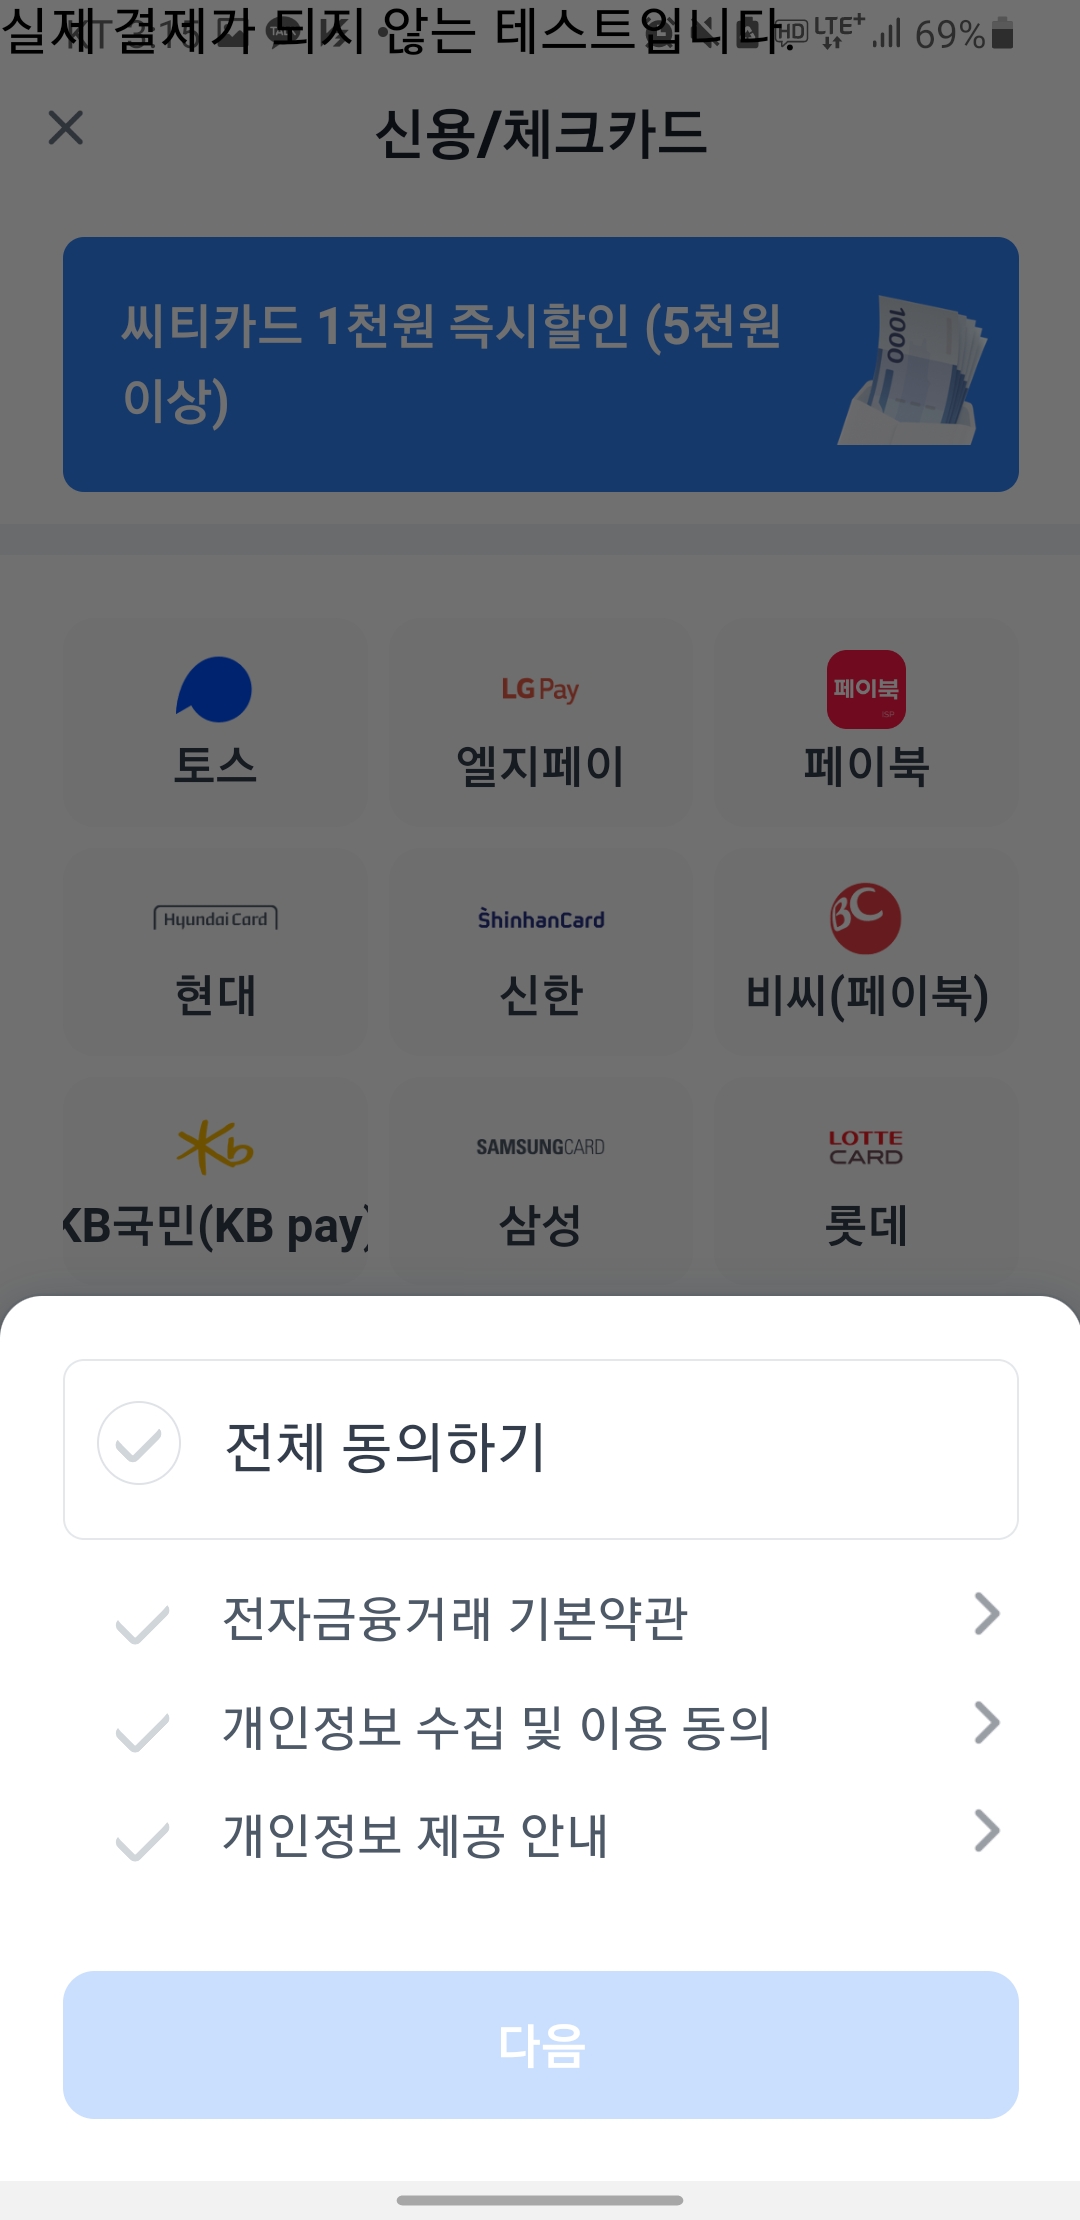 실제 결제가 되지 않는 테스트입니다.
KT 3:15 HD LTE+ 69%
신용/체크카드
씨티카드 1천원 즉시할인 (5천원
이상)
1000
토스
LG Pay
엘지페이
페이북
ISP
페이북
Hyundai Card
현대
ShinhanCard
신한
BC
비씨(페이북)
Kb
KB국민(KB pay)
SAMSUNG CARD
삼성
LOTTE
CARD
롯데
전체 동의하기
전자금융거래 기본약관
개인정보 수집 및 이용 동의
개인정보 제공 안내
다음